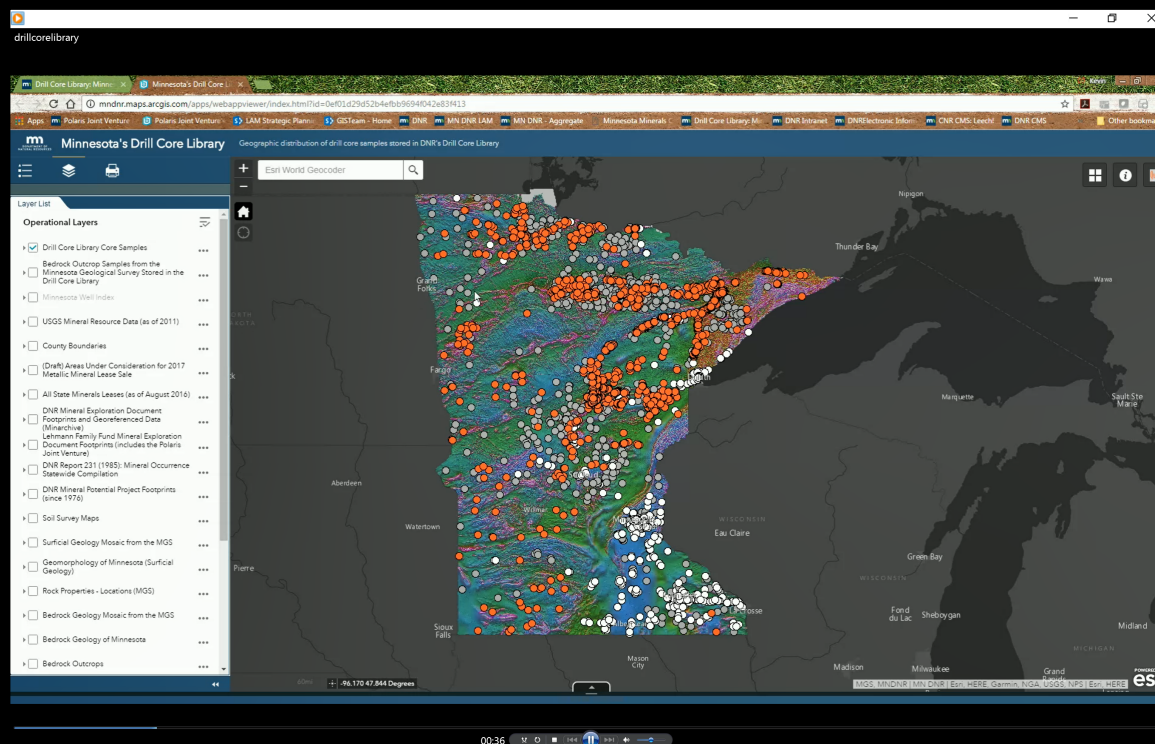 drillcorelibrary
Drill Core Library: Minne
Minnesota's Drill Core L
Kevin
mndnr.maps.arcgis.com/apps/webappviewer/index.html?id=0ef01d29d52b4efbb9694f042e83f413
Apps Polaris Joint Venture Polaris Joint Venture LAM Strategic Plann GISTeam - Home DNR MN DNR LAM MN DNR - Aggregate Minnesota Minerals C Drill Core Library: Mi DNR Intranet DNRElectronic Inform CNR CMS: Leech! DNR CMS Other bookma
Minnesota's Drill Core Library
Geographic distribution of drill core samples stored in DNR's Drill Core Library
Esri World Geocoder
Layer List
Operational Layers
Drill Core Library Core Samples
Bedrock Outcrop Samples from the
Minnesota Geological Survey Stored in the
Drill Core Library
Minnesota Well Index
USGS Mineral Resource Data (as of 2011)
County Boundaries
(Draft) Areas Under Consideration for 2017
Metallic Mineral Lease Sale
All State Minerals Leases (as of August 2016)
DNR Mineral Exploration Document
Footprints and Georeferenced Data
(Minarchive)
Lehmann Family Fund Mineral Exploration
Document Footprints (includes the Polaris
Joint Venture)
DNR Report 231 (1985): Mineral Occurrence
Statewide Compilation
DNR Mineral Potential Project Footprints
(since 1976)
Soil Survey Maps
Surficial Geology Mosaic from the MGS
Geomorphology of Minnesota (Surficial
Geology)
Rock Properties - Locations (MGS)
Bedrock Geology Mosaic from the MGS
Bedrock Geology of Minnesota
Bedrock Outcrops
Nipigon
Thunder Bay
Wawa
Grand
Forks
Fargo
Marquette
Sault Ste
Marie
Aberdeen
Willmar
Watertown
WISCONSIN
Eau Claire
Green Bay
Pierre
WISCONSIN
La Crosse
Fond
du Lac
Sheboygan
Sioux
Falls
Midland
MICHIGAN
Mason
City
Madison
Milwaukee
Grand
Rapids
60mi
-96.170 47.844 Degrees
MGS, MNDNR | MN DNR | Esri, HERE, Garmin, NGA, USGS, NPS | Esri, HERE
POWERED
es
00:36